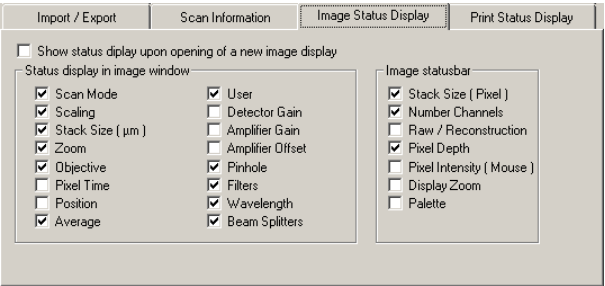 Import / Export
Scan Information
Image Status Display
Print Status Display
Show status diplay upon opening of a new image display
Status display in image window
Scan Mode
Scaling
Stack Size ( µm )
Zoom
Objective
Pixel Time
Position
Average
User
Detector Gain
Amplifier Gain
Amplifier Offset
Pinhole
Filters
Wavelength
Beam Splitters
Image statusbar
Stack Size ( Pixel )
Number Channels
Raw / Reconstruction
Pixel Depth
Pixel Intensity ( Mouse )
Display Zoom
Palette